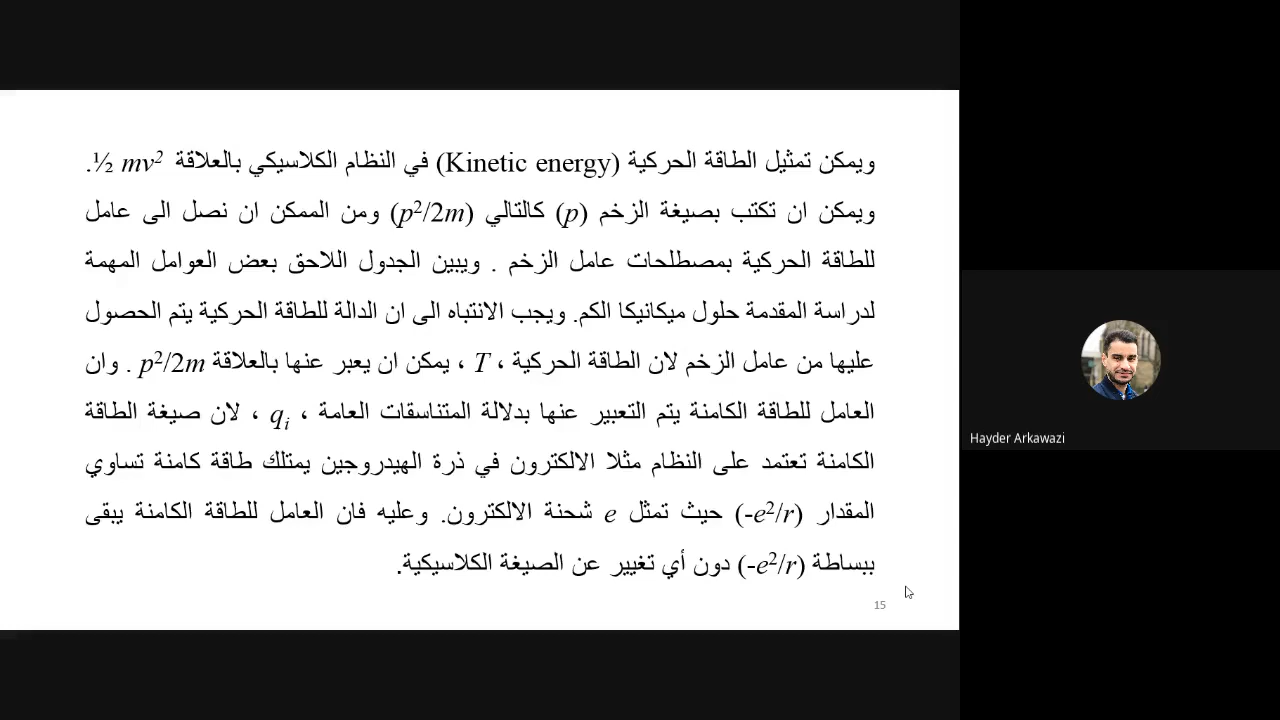 ويمكن تمثيل الطاقة الحركية (Kinetic energy) في النظام الكلاسيكي بالعلاقة ½ mv².
ويمكن ان تكتب بصيغة الزخم (p) كالتالي (p²/2m) ومن الممكن ان نصل الى عامل
للطاقة الحركية بمصطلحات عامل الزخم . ويبين الجدول اللاحق بعض العوامل المهمة
لدراسة المقدمة حلول ميكانيكا الكم. ويجب الانتباه الى ان الدالة للطاقة الحركية يتم الحصول
عليها من عامل الزخم لان الطاقة الحركية ، T ، يمكن ان يعبر عنها بالعلاقة p²/2m . وان
العامل للطاقة الكامنة يتم التعبير عنها بدلالة المتناسقات العامة ، qᵢ ، لان صيغة الطاقة
الكامنة تعتمد على النظام مثلا الالكترون في ذرة الهيدروجين يمتلك طاقة كامنة تساوي
المقدار (-e²/r) حيث تمثل e شحنة الالكترون. وعليه فان العامل للطاقة الكامنة يبقى
ببساطة (-e²/r) دون أي تغيير عن الصيغة الكلاسيكية.
15
Hayder Arkawazi